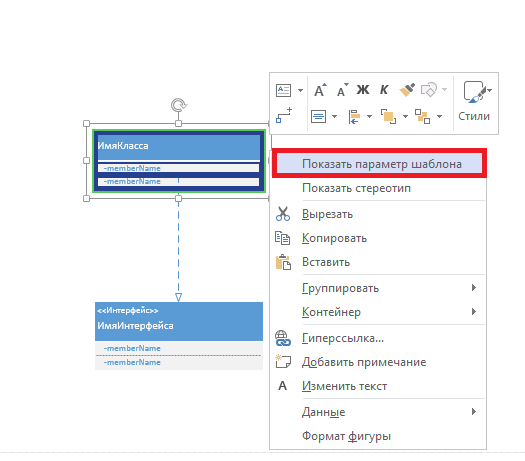 Ж К
Стили
ИмяКласса
-memberName
-memberName
<<Интерфейс>>
ИмяИнтерфейса
-memberName
-memberName
Показать параметр шаблона
Показать стереотип
Вырезать
Копировать
Вставить
Группировать
Контейнер
Гиперссылка...
Добавить примечание
Изменить текст
Данные
Формат фигуры